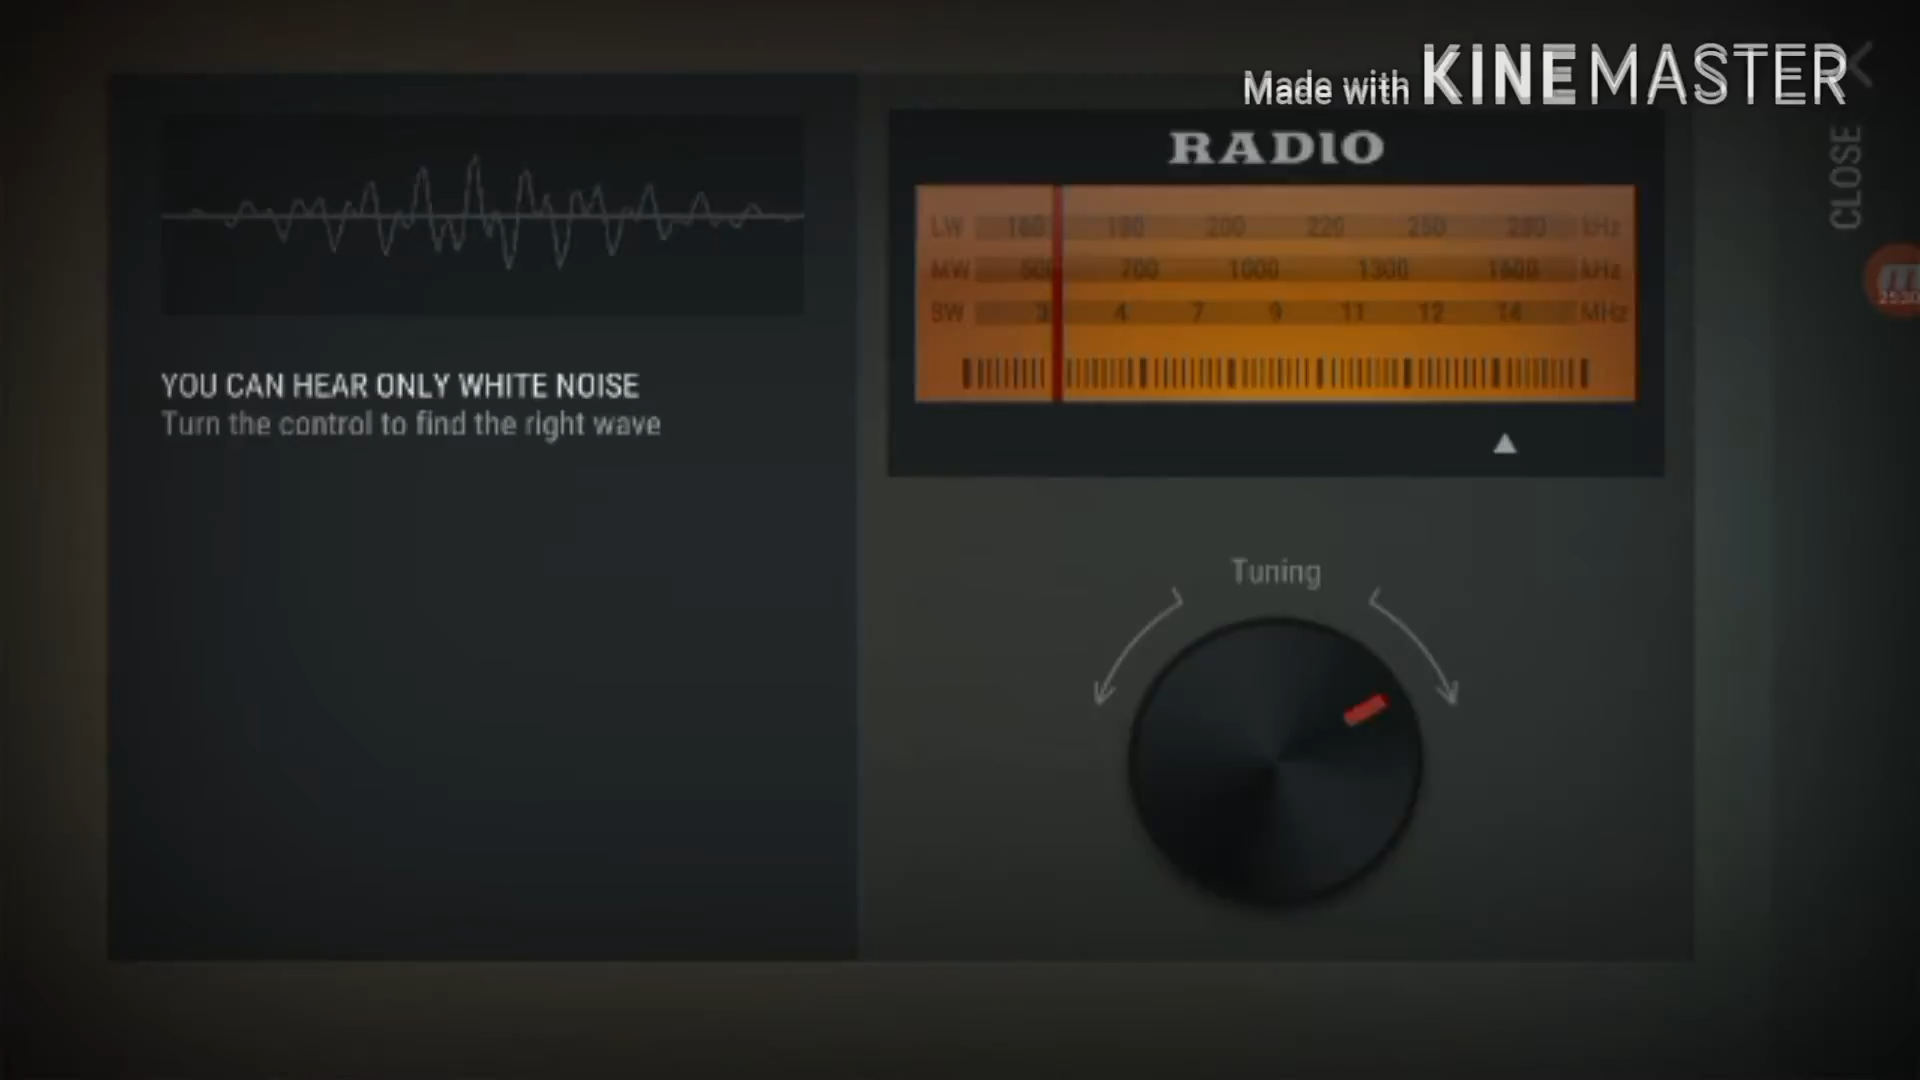 Made with KINEMASTER
CLOSE
RADIO
LW 160 190 200 220 250 280 kHz
MW 500 700 1000 1300 1600 kHz
SW 3 4 7 9 11 12 14 MHz
YOU CAN HEAR ONLY WHITE NOISE
Turn the control to find the right wave
Tuning